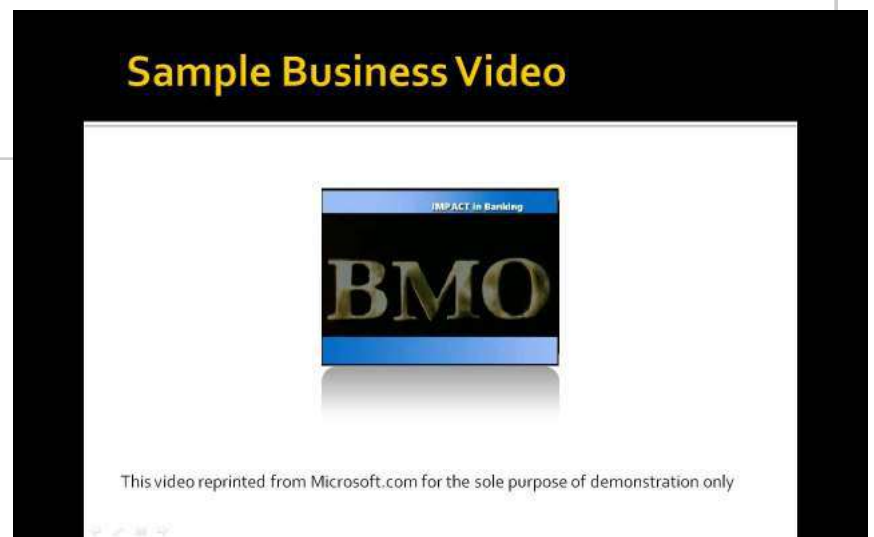 Sample Business Video
IMPACT in Banking
BMO
This video reprinted from Microsoft.com for the sole purpose of demonstration only